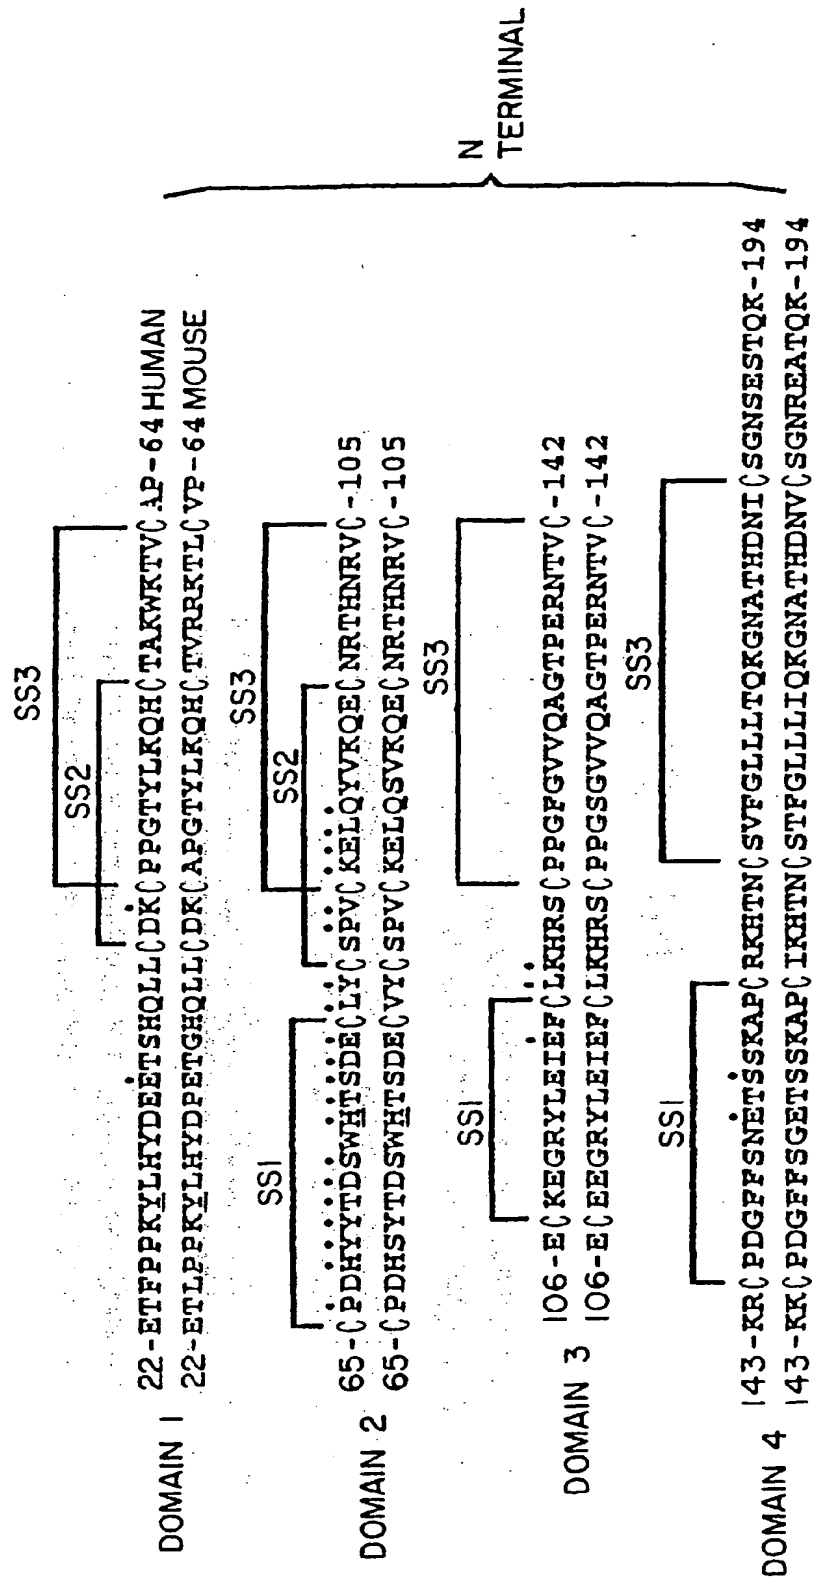 SS3
SS2
22-ETFPPKYLHYDEETSHQLLCDKCPPGTYLKQHCTAKWKTVCAP-64 HUMAN
DOMAIN 1 22-ETLPPKYLHYDPETGHQLLCDKCAPGTYLKQHCTVRRKTLCVP-64 MOUSE
SS3
SS1 SS2
65-CPDHYYTDSWHTSDECLYCSPVCKELQYVKQECNRTHNRVC-105
DOMAIN 2 65-CPDHSYTDSWHTSDECVYCSPVCKELQSVKQECNRTHNRVC-105
N
TERMINAL
SS3
SS1
106-ECKEGRYLEIEFCLKHRSCPPGFGVVQAGTPERNTVC-142
DOMAIN 3 106-ECEEGRYLEIEFCLKHRSCPPGSGVVQAGTPERNTVC-142
SS3
SS1
143-KRCPDGFFSNETSSKAPCRKHTNCSVFGLLLTQKGNATHDNICSGNSESTQK-194
DOMAIN 4 143-KKCPDGFFSGETSSKAPCIKHTNCSTFGLLLIQKGNATHDNVCSGNREATQK-194